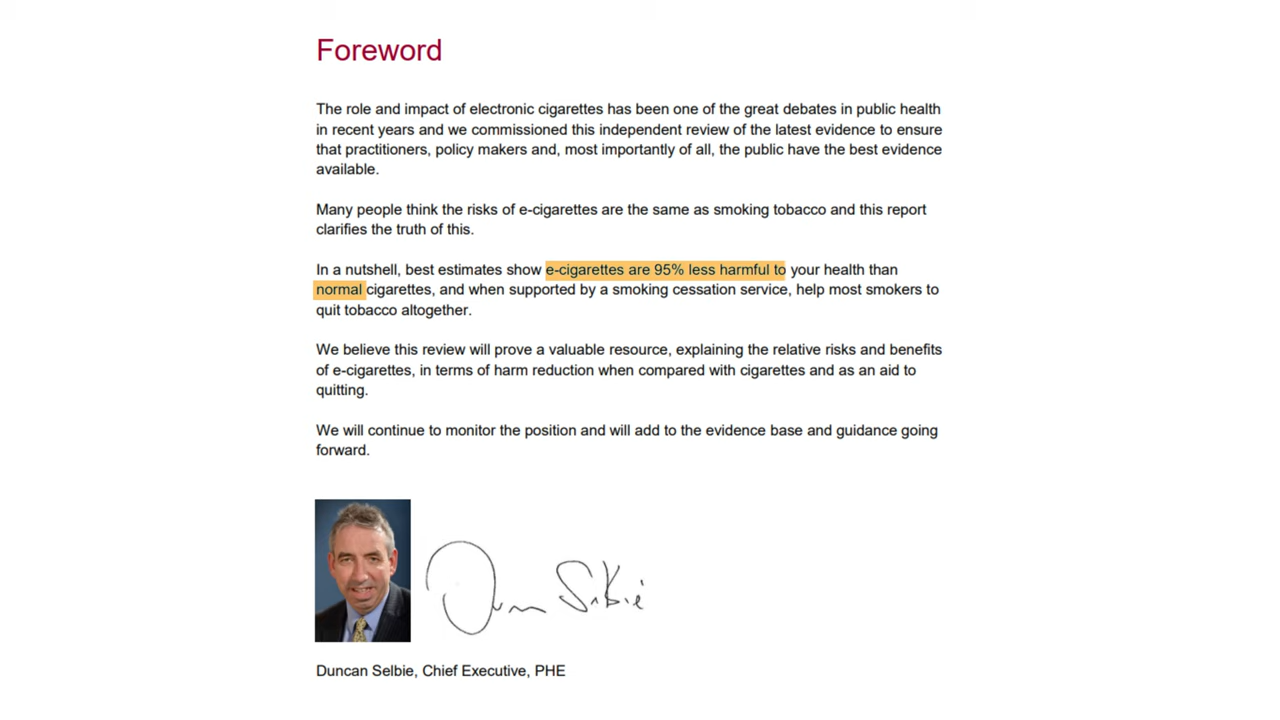 Foreword
The role and impact of electronic cigarettes has been one of the great debates in public health
in recent years and we commissioned this independent review of the latest evidence to ensure
that practitioners, policy makers and, most importantly of all, the public have the best evidence
available.
Many people think the risks of e-cigarettes are the same as smoking tobacco and this report
clarifies the truth of this.
In a nutshell, best estimates show e-cigarettes are 95% less harmful to your health than
normal cigarettes, and when supported by a smoking cessation service, help most smokers to
quit tobacco altogether.
We believe this review will prove a valuable resource, explaining the relative risks and benefits
of e-cigarettes, in terms of harm reduction when compared with cigarettes and as an aid to
quitting.
We will continue to monitor the position and will add to the evidence base and guidance going
forward.
Duncan Selbie
Duncan Selbie, Chief Executive, PHE